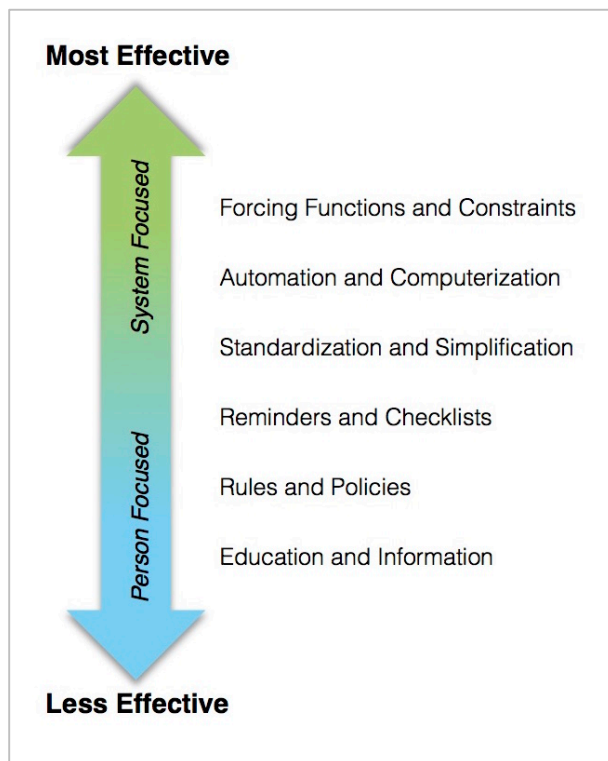 Most Effective
System Focused
Forcing Functions and Constraints
Automation and Computerization
Standardization and Simplification
Person Focused
Reminders and Checklists
Rules and Policies
Education and Information
Less Effective